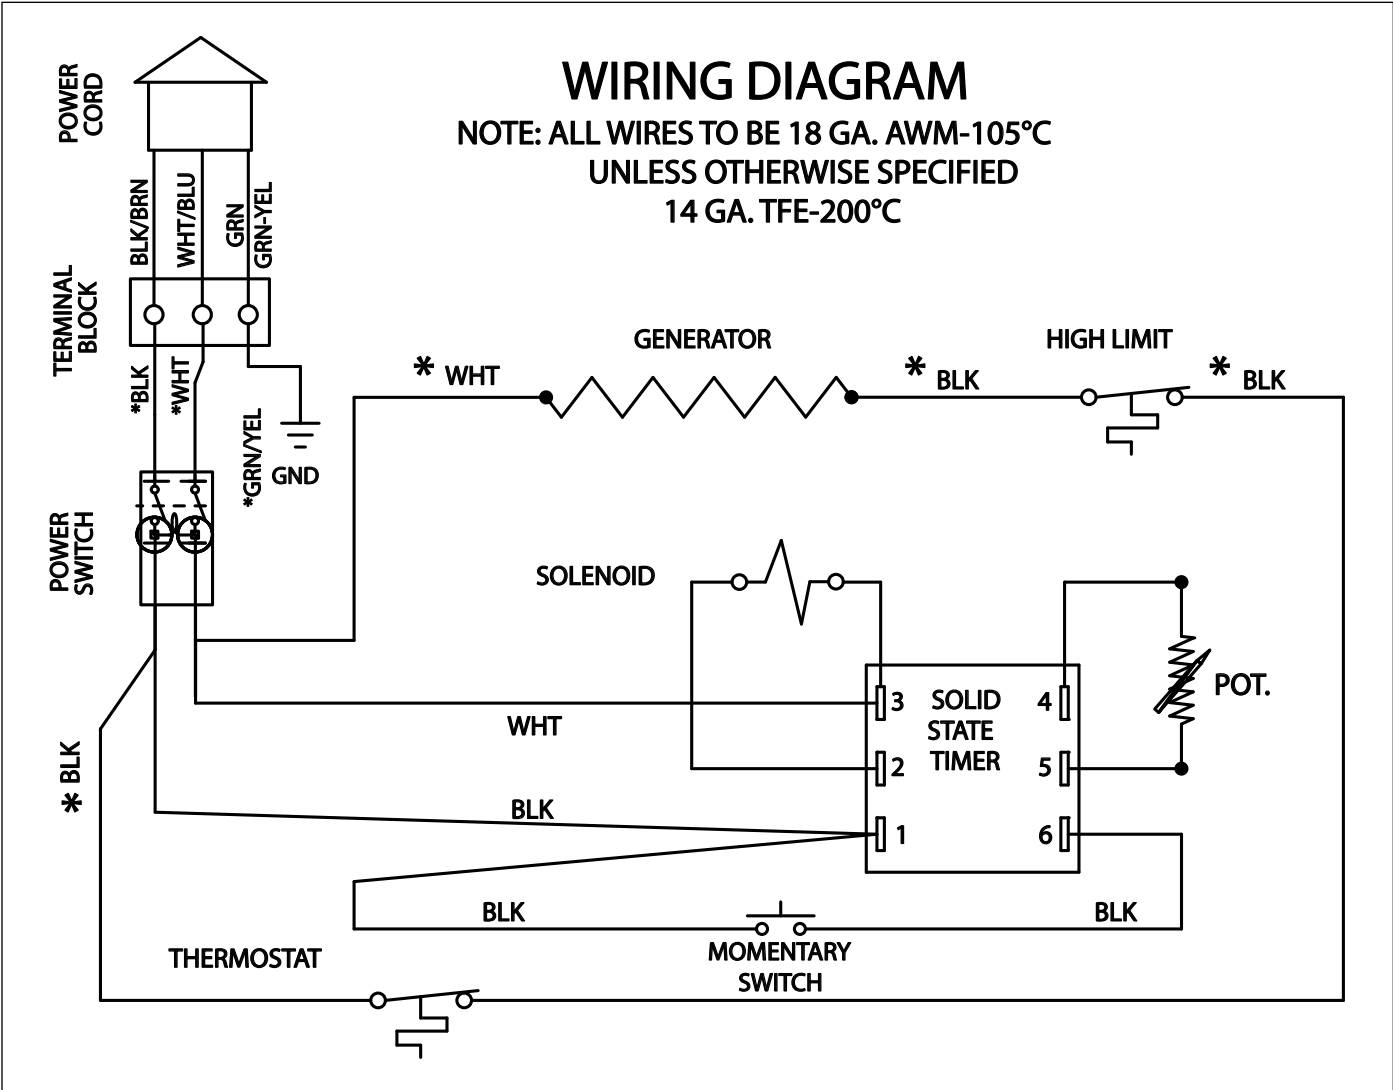 WIRING DIAGRAM
NOTE: ALL WIRES TO BE 18 GA. AWM-105°C
UNLESS OTHERWISE SPECIFIED
14 GA. TFE-200°C
POWER
CORD
BLK/BRN
WHT/BLU
GRN
GRN-YEL
TERMINAL
BLOCK
*BLK
*WHT
*GRN/YEL
GND
GENERATOR
HIGH LIMIT
* WHT
* BLK
* BLK
POWER
SWITCH
SOLENOID
POT.
3 SOLID 4
STATE
TIMER
2 5
1 6
WHT
* BLK
BLK
BLK
BLK
MOMENTARY
SWITCH
THERMOSTAT